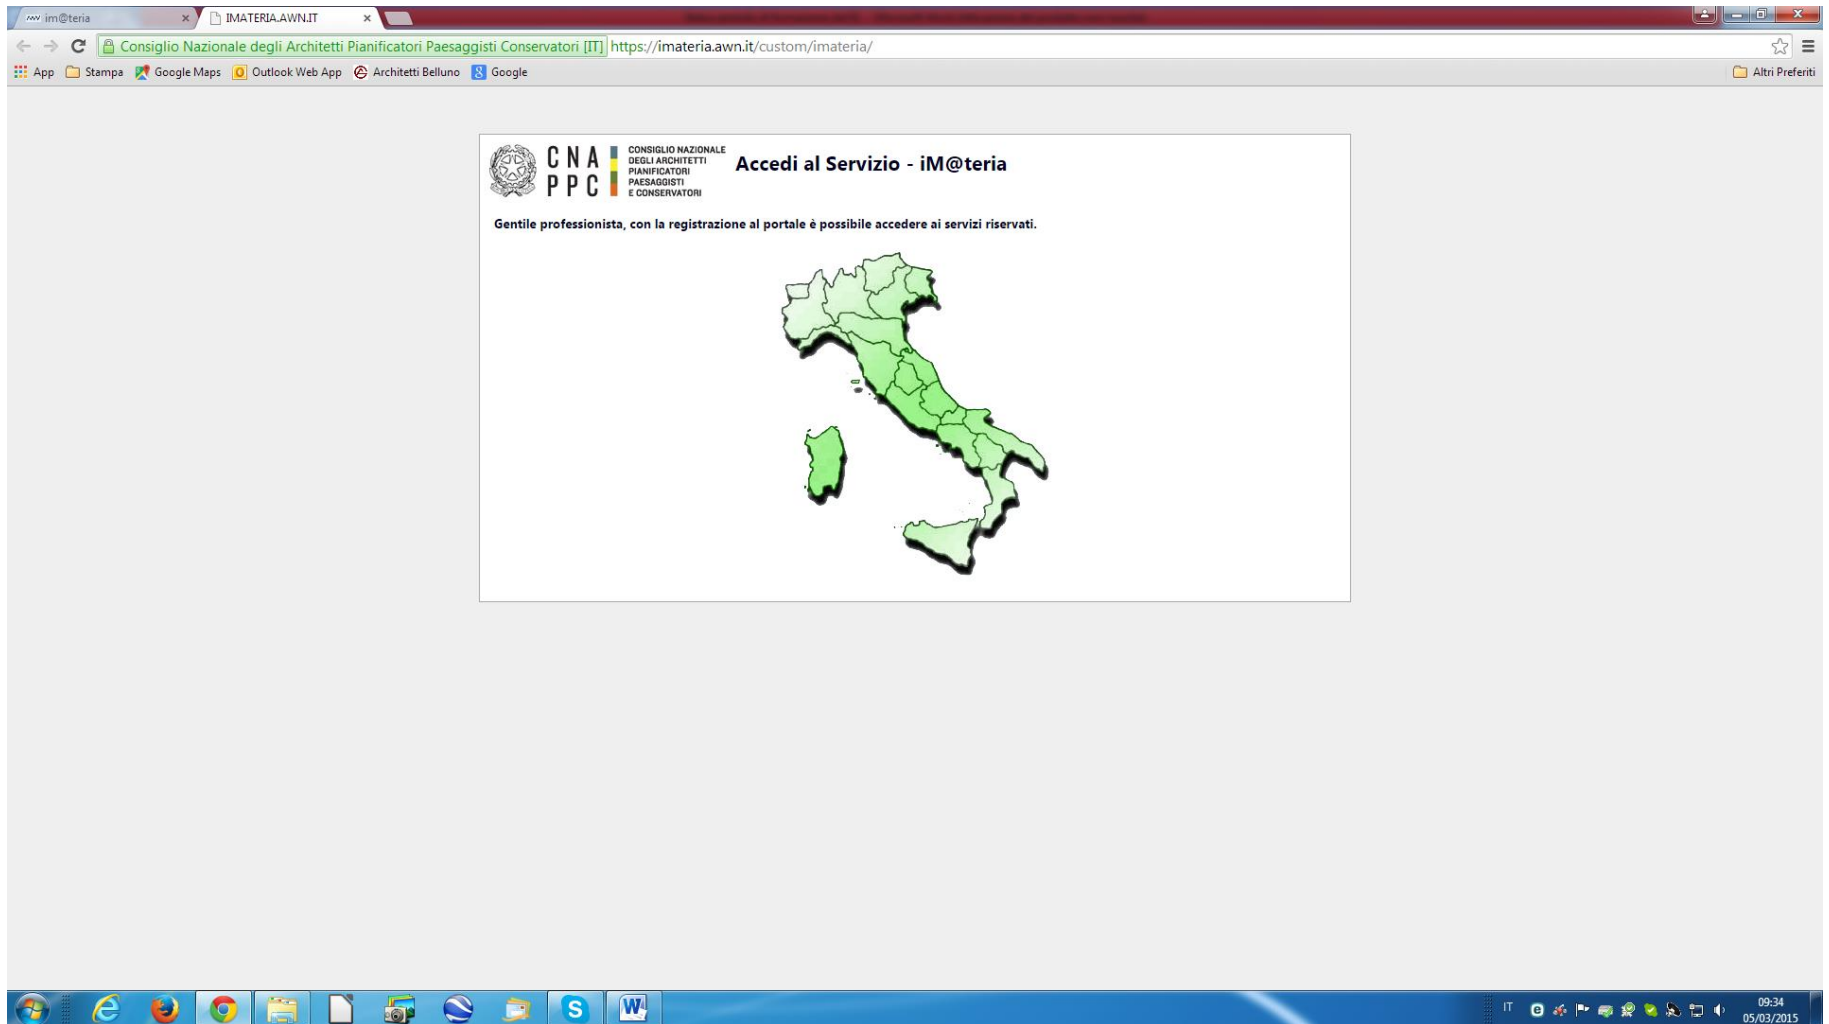 im@teria
IMATERIA.AWN.IT
Consiglio Nazionale degli Architetti Pianificatori Paesaggisti Conservatori [IT] https://imateria.awn.it/custom/imateria/
App Stampa Google Maps Outlook Web App Architetti Belluno Google Altri Preferiti
CNA
PPC
CONSIGLIO NAZIONALE
DEGLI ARCHITETTI
PIANIFICATORI
PAESAGGISTI
E CONSERVATORI
Accedi al Servizio - iM@teria
Gentile professionista, con la registrazione al portale è possibile accedere ai servizi riservati.
IT
09:34
05/03/2015